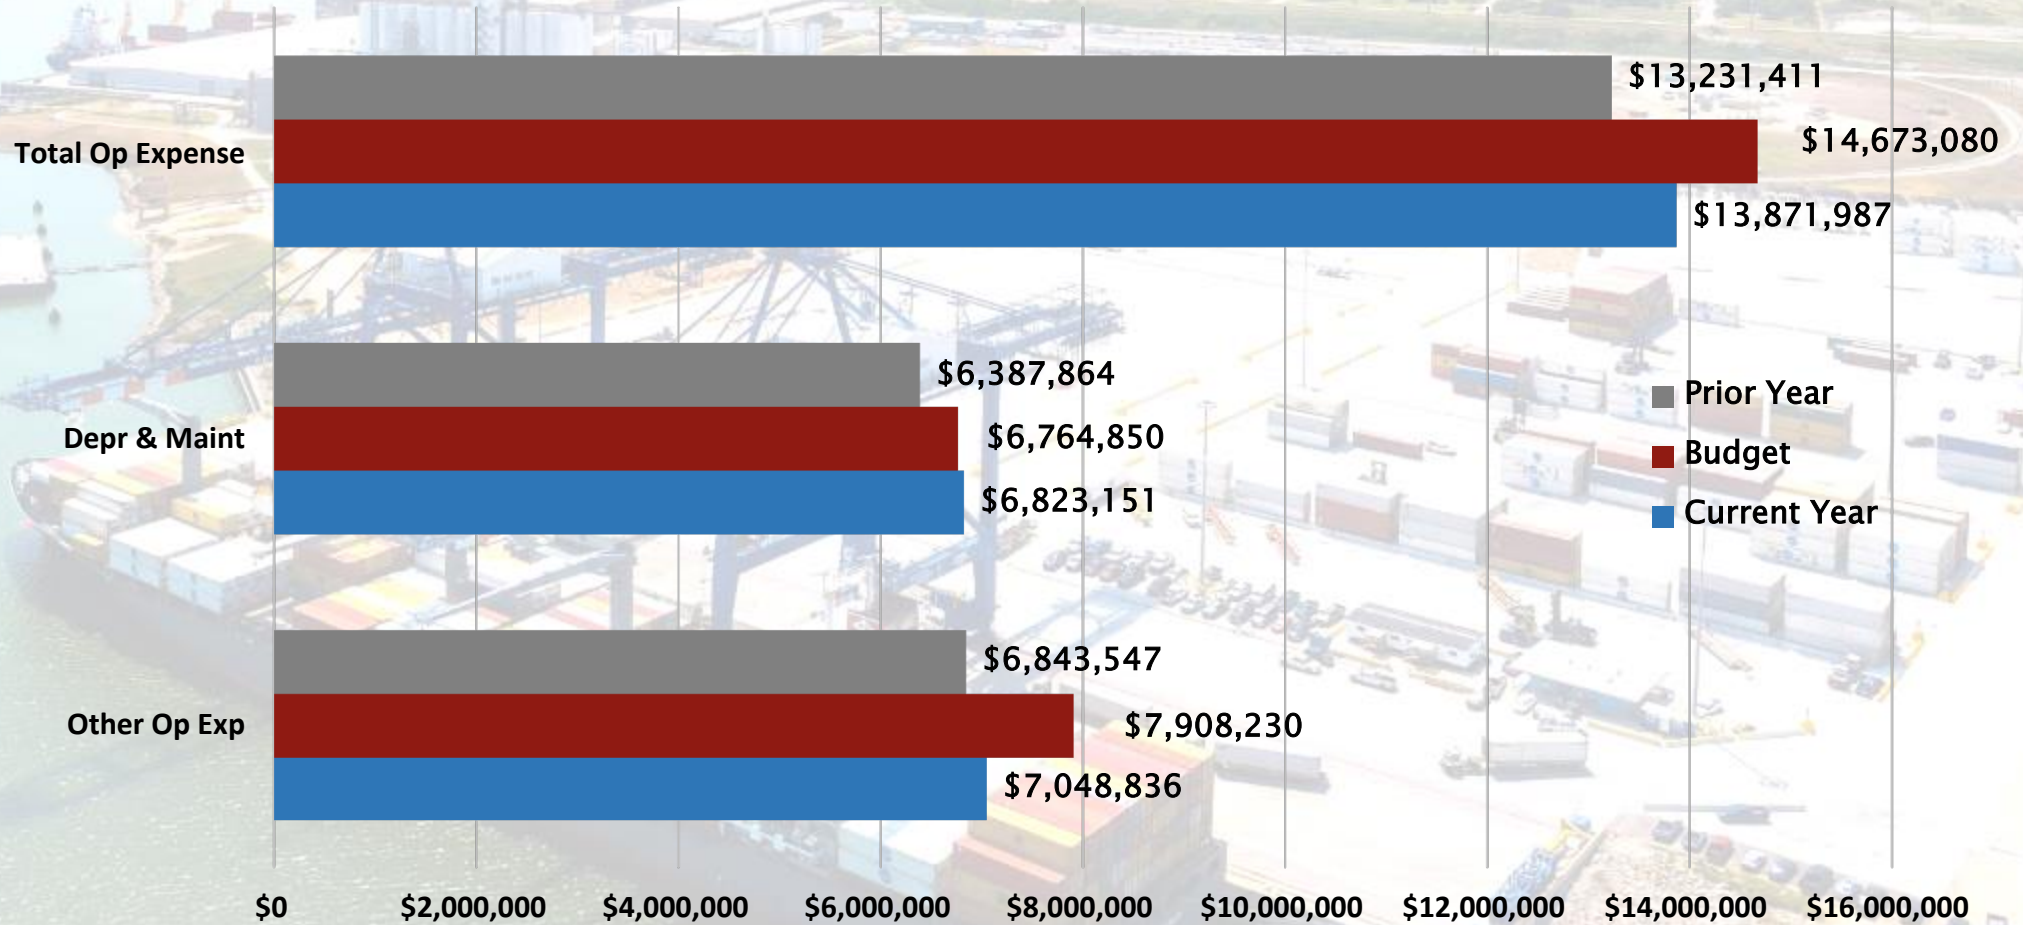 $13,231,411
Total Op Expense
$14,673,080
$13,871,987
$6,387,864
Depr & Maint
$6,764,850
$6,823,151
Prior Year
Budget
Current Year
$6,843,547
Other Op Exp
$7,908,230
$7,048,836
$0 $2,000,000 $4,000,000 $6,000,000 $8,000,000 $10,000,000 $12,000,000 $14,000,000 $16,000,000